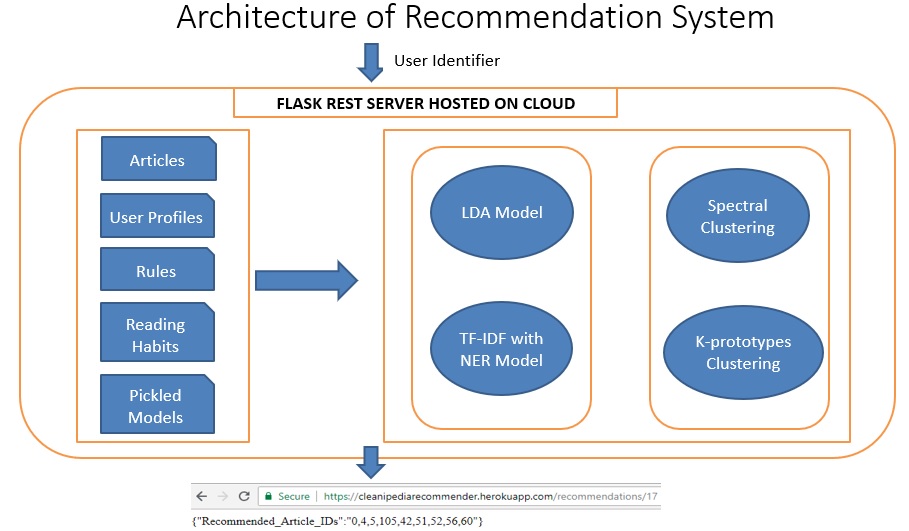 Architecture of Recommendation System
User Identifier
FLASK REST SERVER HOSTED ON CLOUD
Articles
User Profiles
Rules
Reading
Habits
Pickled
Models
LDA Model
TF-IDF with
NER Model
Spectral
Clustering
K-prototypes
Clustering
Secure | https://cleanipediarecommender.herokuapp.com/recommendations/17
{"Recommended_Article_IDs":"0,4,5,105,42,51,52,56,60"}